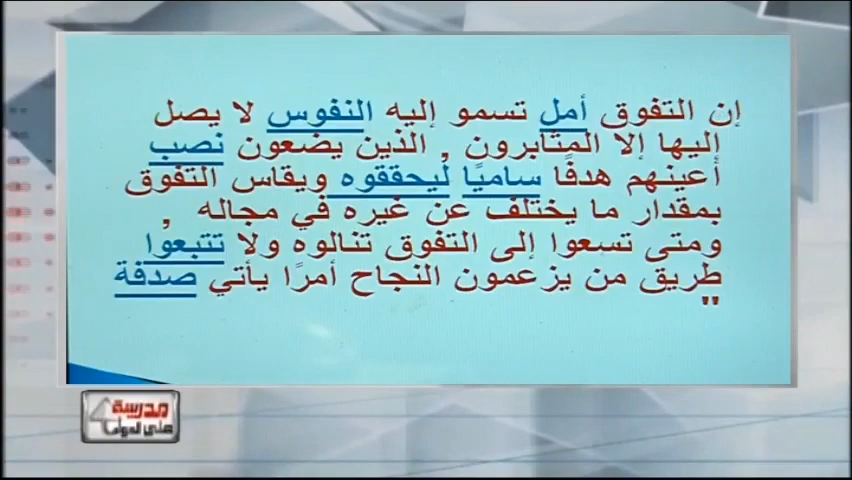 إن التفوق أمل تسمو إليه النفوس لا يصل
إليها إلا المثابرون , الذين يضعون نصب
أعينهم هدفًا ساميًا ليحققوه ويقاس التفوق
بمقدار ما يختلف عن غيره في مجاله ,
ومتى تسعوا إلى التفوق تنالوه ولا تتبعوا
طريق من يزعمون النجاح أمرًا يأتي صدفة
"
مدرسة
على الهواء